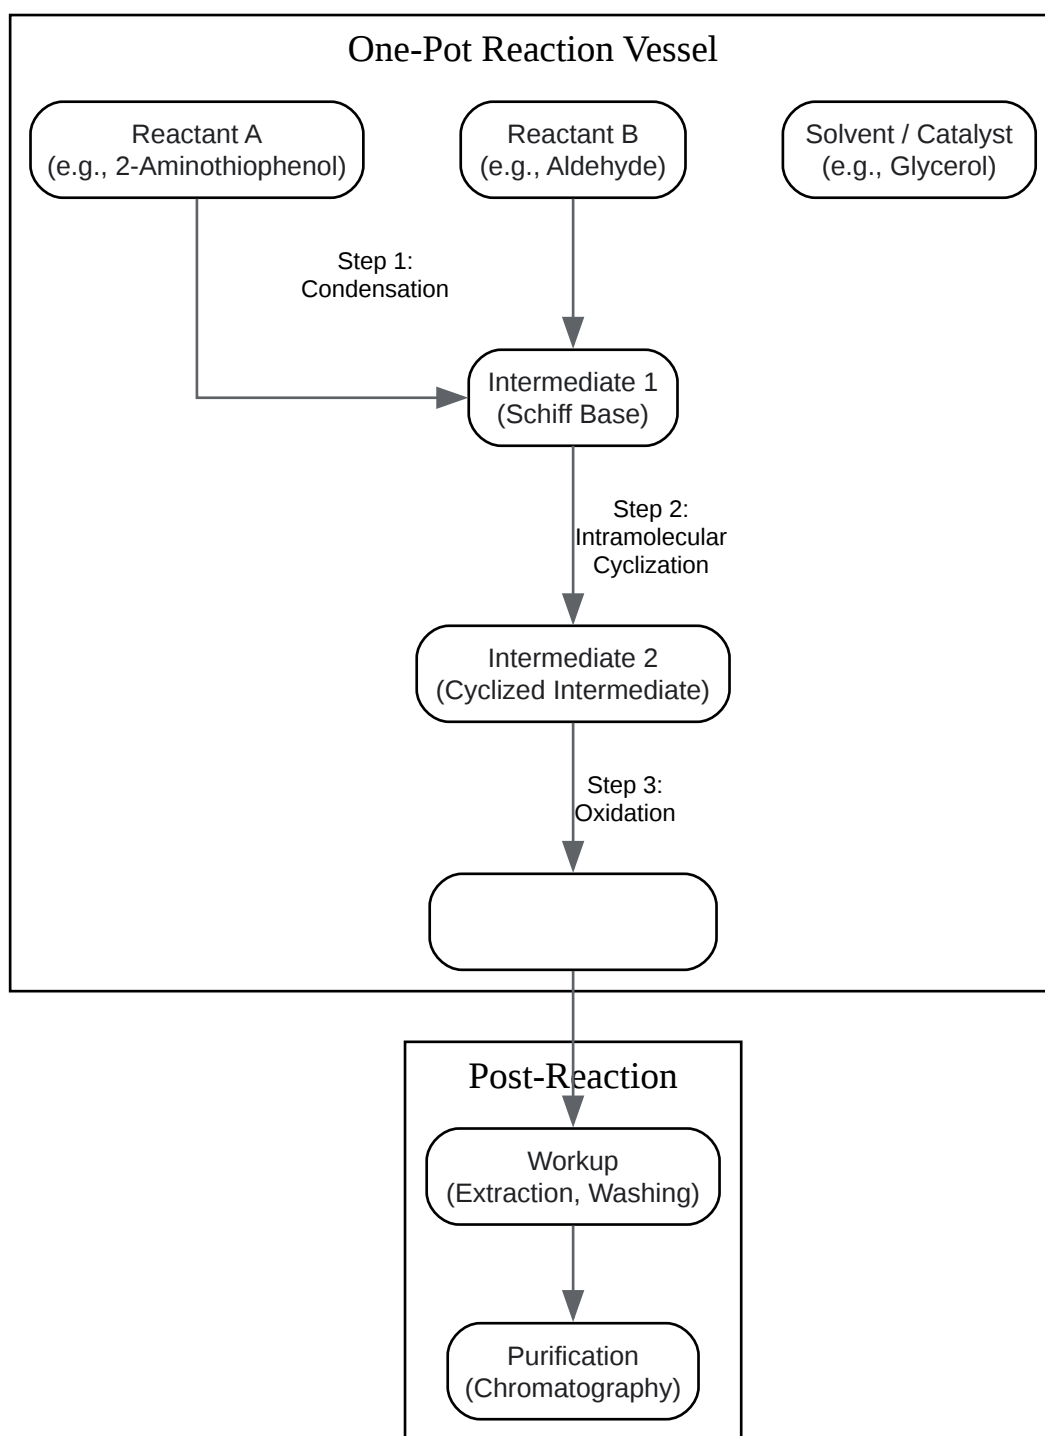 One-Pot Reaction Vessel
Reactant A
(e.g., 2-Aminothiophenol)
Reactant B
(e.g., Aldehyde)
Solvent / Catalyst
(e.g., Glycerol)
Step 1:
Condensation
Intermediate 1
(Schiff Base)
Step 2:
Intramolecular
Cyclization
Intermediate 2
(Cyclized Intermediate)
Step 3:
Oxidation
Post-Reaction
Workup
(Extraction, Washing)
Purification
(Chromatography)